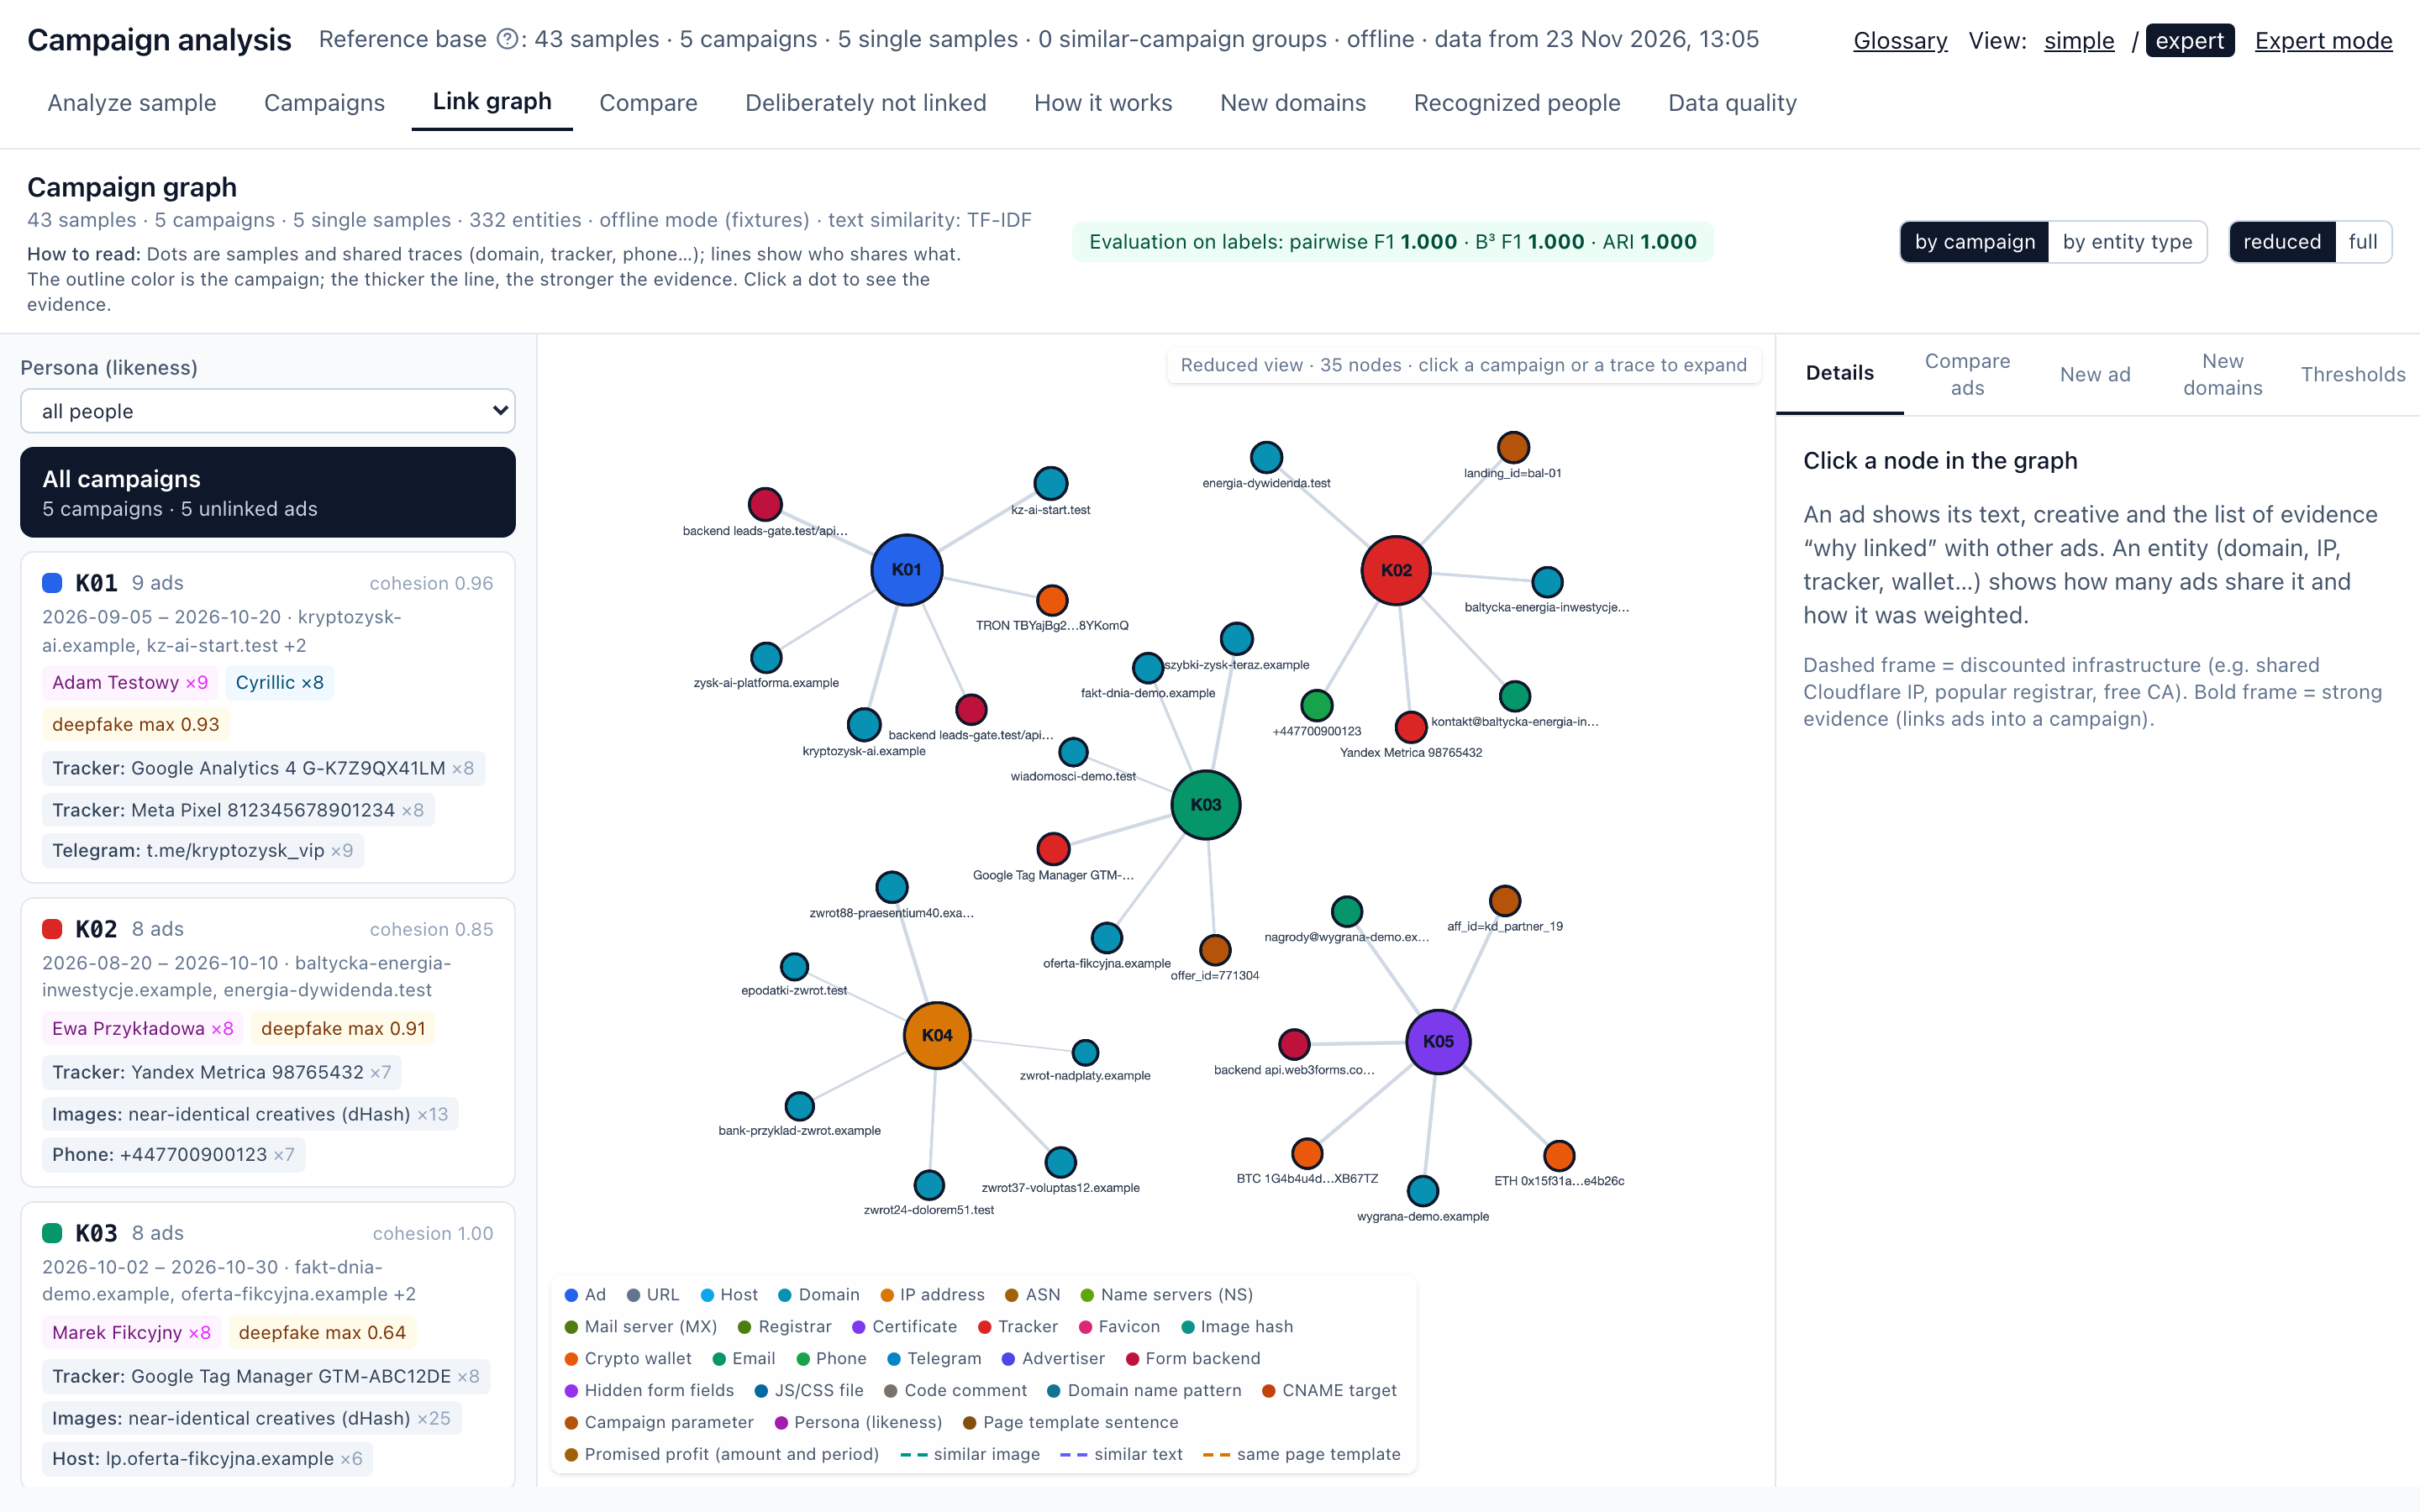 Campaign analysis
Reference base ?: 43 samples · 5 campaigns · 5 single samples · 0 similar-campaign groups · offline · data from 23 Nov 2026, 13:05
Glossary View: simple / expert Expert mode
Analyze sample Campaigns Link graph Compare Deliberately not linked How it works New domains Recognized people Data quality
Campaign graph
43 samples · 5 campaigns · 5 single samples · 332 entities · offline mode (fixtures) · text similarity: TF-IDF
How to read: Dots are samples and shared traces (domain, tracker, phone…); lines show who shares what.
The outline color is the campaign; the thicker the line, the stronger the evidence. Click a dot to see the
evidence.
Evaluation on labels: pairwise F1 1.000 · B³ F1 1.000 · ARI 1.000
by campaign by entity type reduced full
Persona (likeness)
all people
All campaigns
5 campaigns · 5 unlinked ads
K01 9 ads cohesion 0.96
2026-09-05 – 2026-10-20 · kryptozysk-
ai.example, kz-ai-start.test +2
Adam Testowy ×9 Cyrillic ×8
deepfake max 0.93
Tracker: Google Analytics 4 G-K7Z9QX41LM ×8
Tracker: Meta Pixel 812345678901234 ×8
Telegram: t.me/kryptozysk_vip ×9
K02 8 ads cohesion 0.85
2026-08-20 – 2026-10-10 · baltycka-energia-
inwestycje.example, energia-dywidenda.test
Ewa Przykładowa ×8 deepfake max 0.91
Tracker: Yandex Metrica 98765432 ×7
Images: near-identical creatives (dHash) ×13
Phone: +447700900123 ×7
K03 8 ads cohesion 1.00
2026-10-02 – 2026-10-30 · fakt-dnia-
demo.example, oferta-fikcyjna.example +2
Marek Fikcyjny ×8 deepfake max 0.64
Tracker: Google Tag Manager GTM-ABC12DE ×8
Images: near-identical creatives (dHash) ×25
Host: lp.oferta-fikcyjna.example ×6
Reduced view · 35 nodes · click a campaign or a trace to expand
landing_id=bal-01
energia-dywidenda.test
kz-ai-start.test
backend leads-gate.test/api…
K01
K02
baltycka-energia-inwestycje…
TRON TBYajBg2…8YKomQ
szybki-zysk-teraz.example
zysk-ai-platforma.example
fakt-dnia-demo.example
kontakt@baltycka-energia-in…
+447700900123
backend leads-gate.test/api…
kryptozysk-ai.example
Yandex Metrica 98765432
wiadomosci-demo.test
K03
Google Tag Manager GTM-…
zwrot88-praesentium40.exa…
aff_id=kd_partner_19
nagrody@wygrana-demo.ex…
oferta-fikcyjna.example
offer_id=771304
epodatki-zwrot.test
K04
K05
backend api.web3forms.co…
zwrot-nadplaty.example
bank-przyklad-zwrot.example
BTC 1G4b4u4d…XB67TZ
ETH 0x15f31a…e4b26c
zwrot37-voluptas12.example
zwrot24-dolorem51.test
wygrana-demo.example
Ad URL Host Domain IP address ASN Name servers (NS)
Mail server (MX) Registrar Certificate Tracker Favicon Image hash
Crypto wallet Email Phone Telegram Advertiser Form backend
Hidden form fields JS/CSS file Code comment Domain name pattern CNAME target
Campaign parameter Persona (likeness) Page template sentence
Promised profit (amount and period) similar image similar text same page template
Details Compare ads New ad New domains Thresholds
Click a node in the graph
An ad shows its text, creative and the list of evidence
“why linked” with other ads. An entity (domain, IP,
tracker, wallet…) shows how many ads share it and
how it was weighted.
Dashed frame = discounted infrastructure (e.g. shared
Cloudflare IP, popular registrar, free CA). Bold frame = strong
evidence (links ads into a campaign).